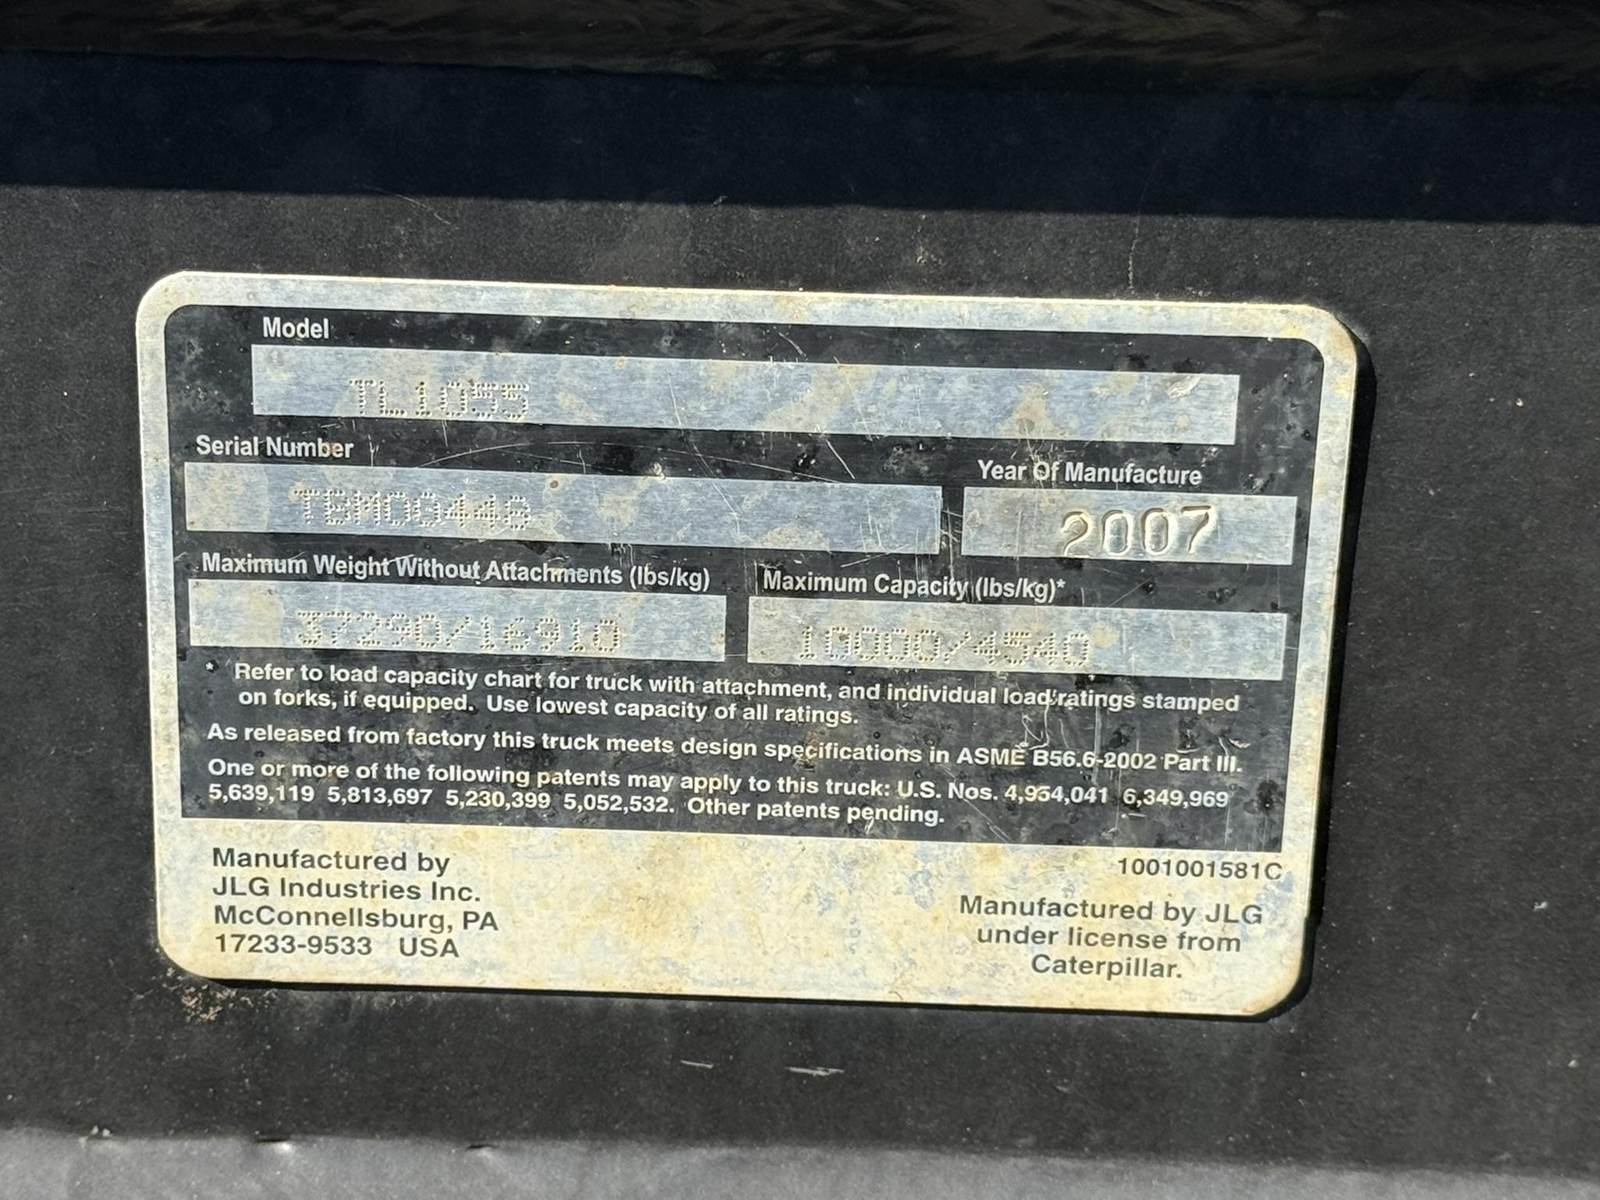 Model
TL1055
Serial Number
Year Of Manufacture
TBM00448
2007
Maximum Weight Without Attachments (lbs/kg)
Maximum Capacity (lbs/kg)*
37290/16910
10000/4540
* Refer to load capacity chart for truck with attachment, and individual load ratings stamped
on forks, if equipped. Use lowest capacity of all ratings.
As released from factory this truck meets design specifications in ASME B56.6-2002 Part III.
One or more of the following patents may apply to this truck: U.S. Nos. 4,934,041 6,349,969
5,639,119 5,813,697 5,230,399 5,052,532. Other patents pending.
1001001581C
Manufactured by
JLG Industries Inc.
McConnellsburg, PA
17233-9533 USA
Manufactured by JLG
under license from
Caterpillar.